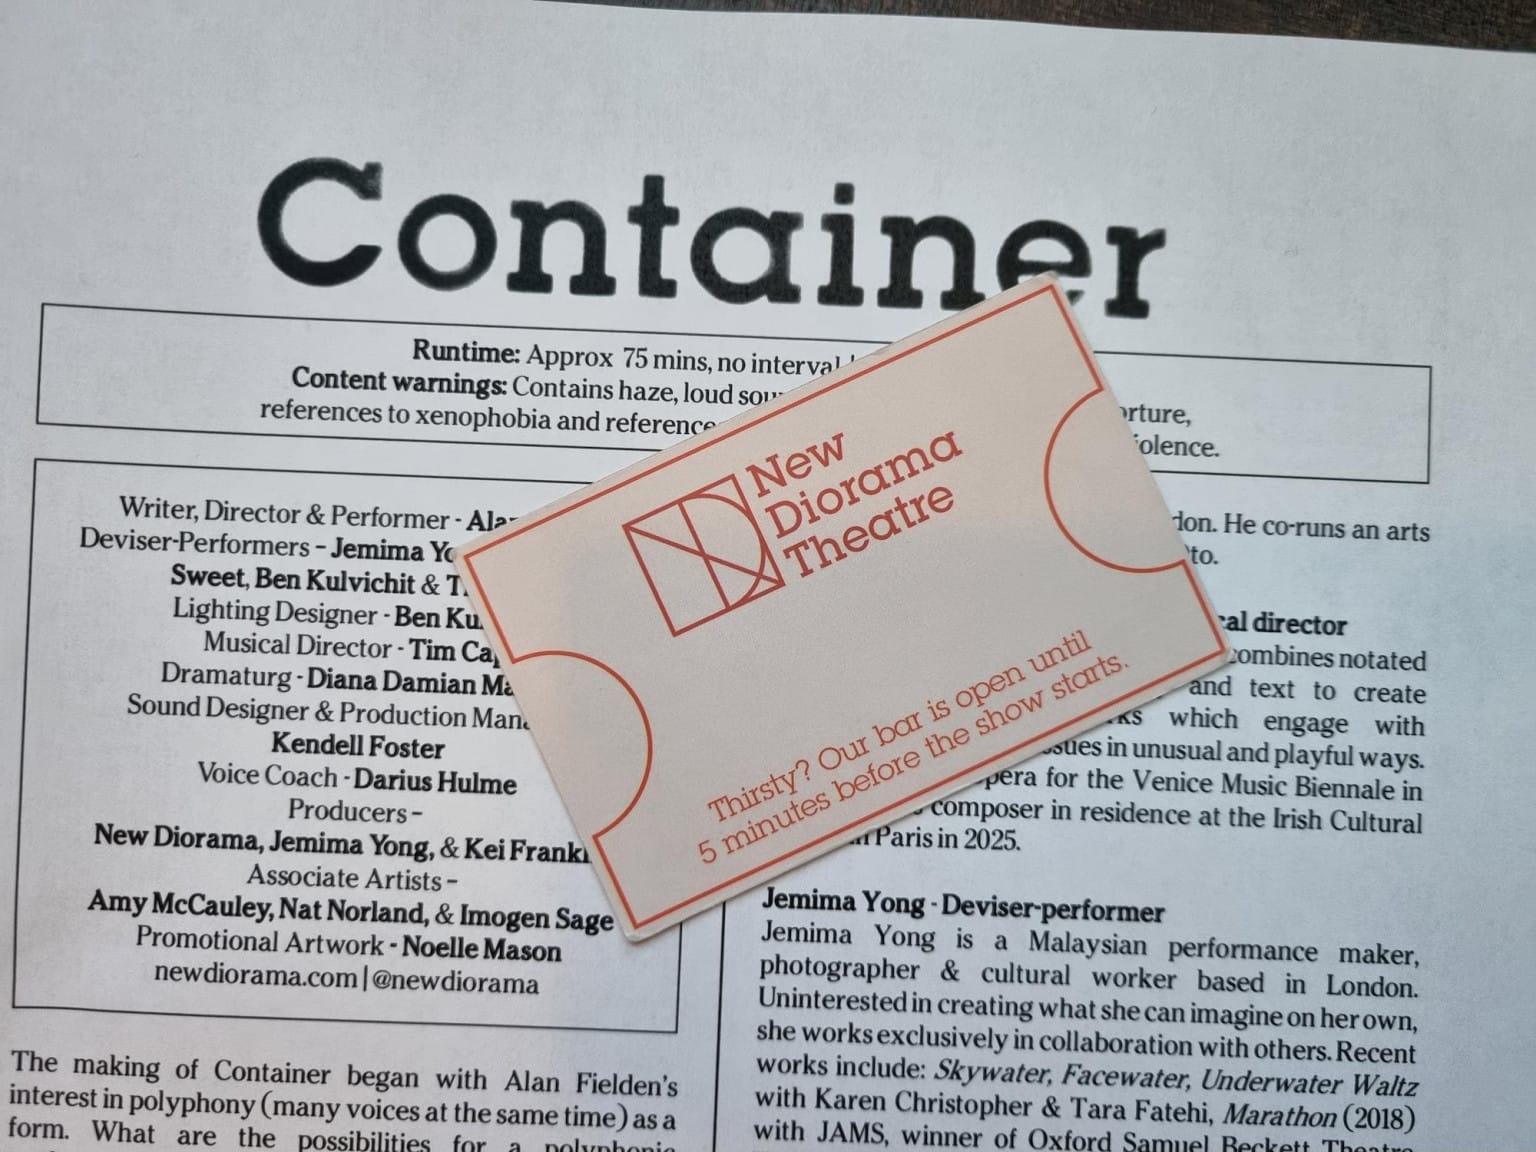 Container
Runtime: Approx 75 mins, no interval
Content warnings: Contains haze, loud
references to xenophobia and
Writer, Director & Performer -
Deviser-Performers – Jemima
Sweet, Ben Kulvichit &
Lighting Designer - Ben
Musical Director - Tim
Dramaturg - Diana Damian
Sound Designer & Production
Kendell Foster
Voice Coach - Darius Hulme
Producers –
New Diorama, Jemima Yong, & Kei
Associate Artists –
Amy McCauley, Nat Norland, & Imogen Sage
Promotional Artwork - Noelle Mason
newdiorama.com | @newdiorama
The making of Container began with Alan Fielden's
interest in polyphony (many voices at the same time) as a
form. What are the possibilities for a polyphonic
New
Diorama
Theatre
Thirsty? Our bar is open until
5 minutes before the show starts.
He co-runs an arts
director
combines notated
and text to create
which engage with
in unusual and playful ways.
for the Venice Music Biennale in
composer in residence at the Irish Cultural
Paris in 2025.
Jemima Yong - Deviser-performer
Jemima Yong is a Malaysian performance maker,
photographer & cultural worker based in London.
Uninterested in creating what she can imagine on her own,
she works exclusively in collaboration with others. Recent
works include: Skywater, Facewater, Underwater Waltz
with Karen Christopher & Tara Fatehi, Marathon (2018)
with JAMS, winner of Oxford Samuel Beckett Theatre